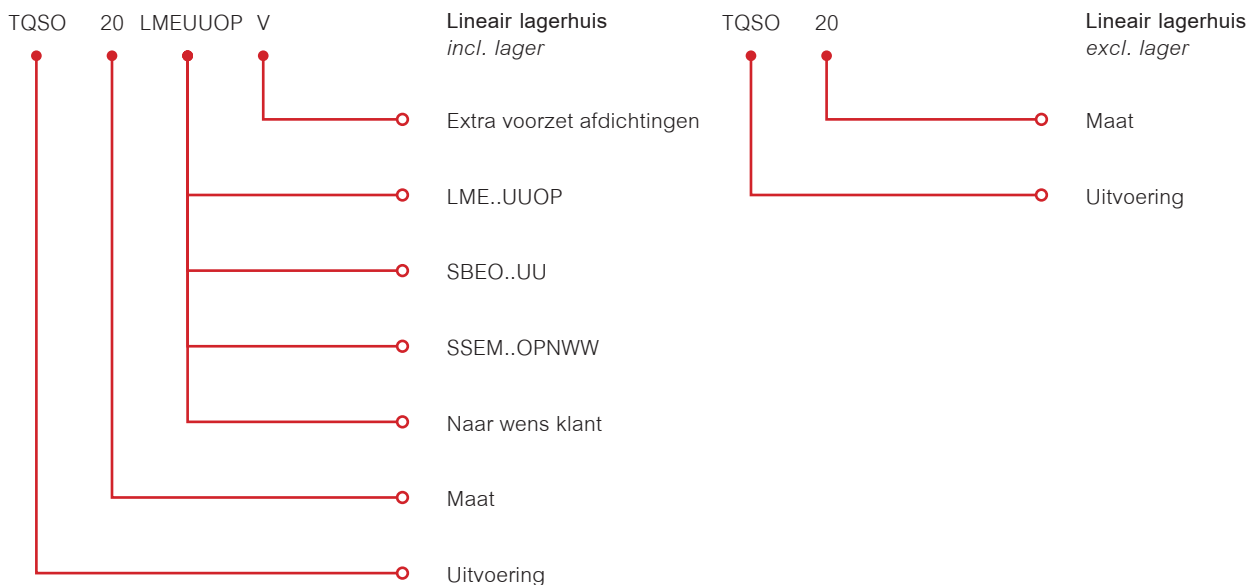 TQSO 20 LMEUUOP V
Lineair lagerhuis
incl. lager
Extra voorzet afdichtingen
LME..UUOP
SBEO..UU
SSEM..OPNWW
Naar wens klant
Maat
Uitvoering
TQSO 20
Lineair lagerhuis
excl. lager
Maat
Uitvoering